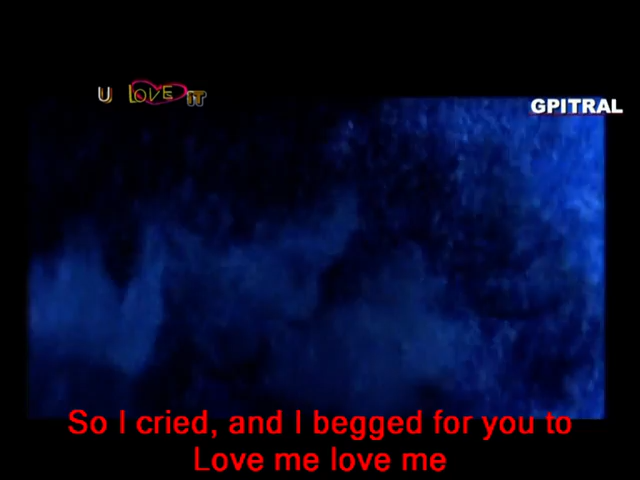 U LOVE IT
GPITRAL
So I cried, and I begged for you to
Love me love me